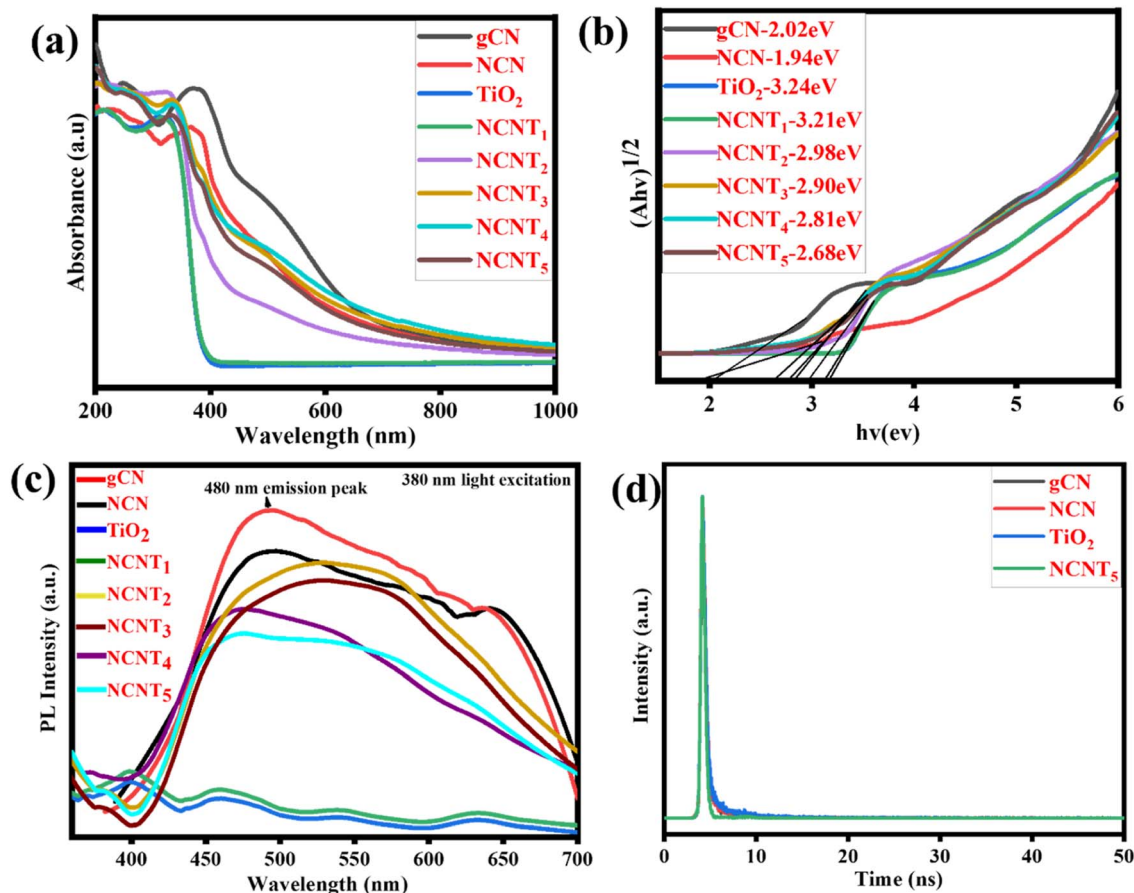 (a)
gCN
NCN
TiO2
NCNT1
NCNT2
NCNT3
NCNT4
NCNT5
Absorbance (a.u)
200 400 600 800 1000
Wavelength (nm)
(b)
gCN-2.02eV
NCN-1.94eV
TiO2-3.24eV
NCNT1-3.21eV
NCNT2-2.98eV
NCNT3-2.90eV
NCNT4-2.81eV
NCNT5-2.68eV
(Ahv)1/2
2 3 4 5 6
hv(ev)
(c)
gCN
NCN
TiO2
NCNT1
NCNT2
NCNT3
NCNT4
NCNT5
480 nm emission peak
380 nm light excitation
PL Intensity (a.u.)
400 450 500 550 600 650 700
Wavelength (nm)
(d)
gCN
NCN
TiO2
NCNT5
Intensity (a.u.)
0 10 20 30 40 50
Time (ns)